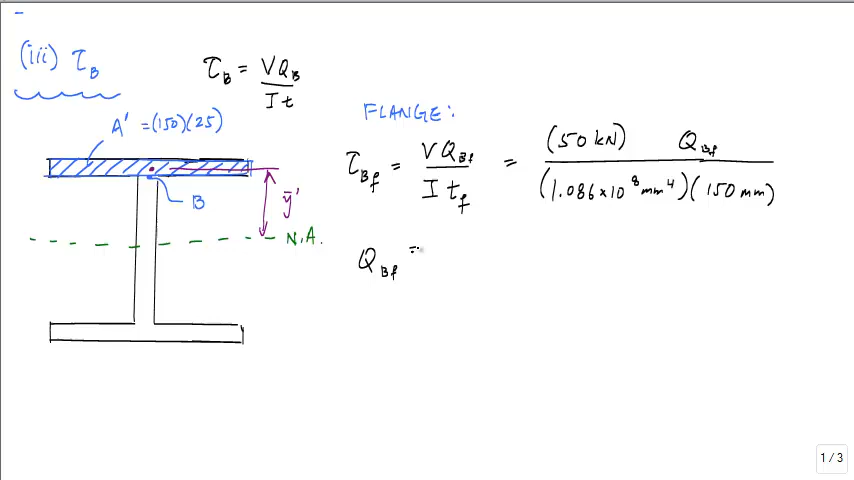 (iii) τ_B
τ_B = VQ_B / It
A' = (150)(25)
B
ȳ'
N.A.
FLANGE:
τ_Bf = VQ_Bf / I t_f = (50 kN) Q_Bf / (1.086×10^8 mm^4)(150 mm)
Q_Bf =
1 / 3